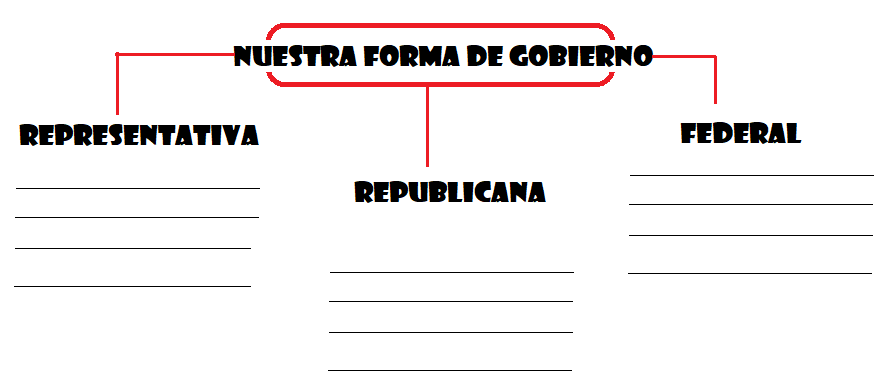 NUESTRA FORMA DE GOBIERNO
REPRESENTATIVA
REPUBLICANA
FEDERAL